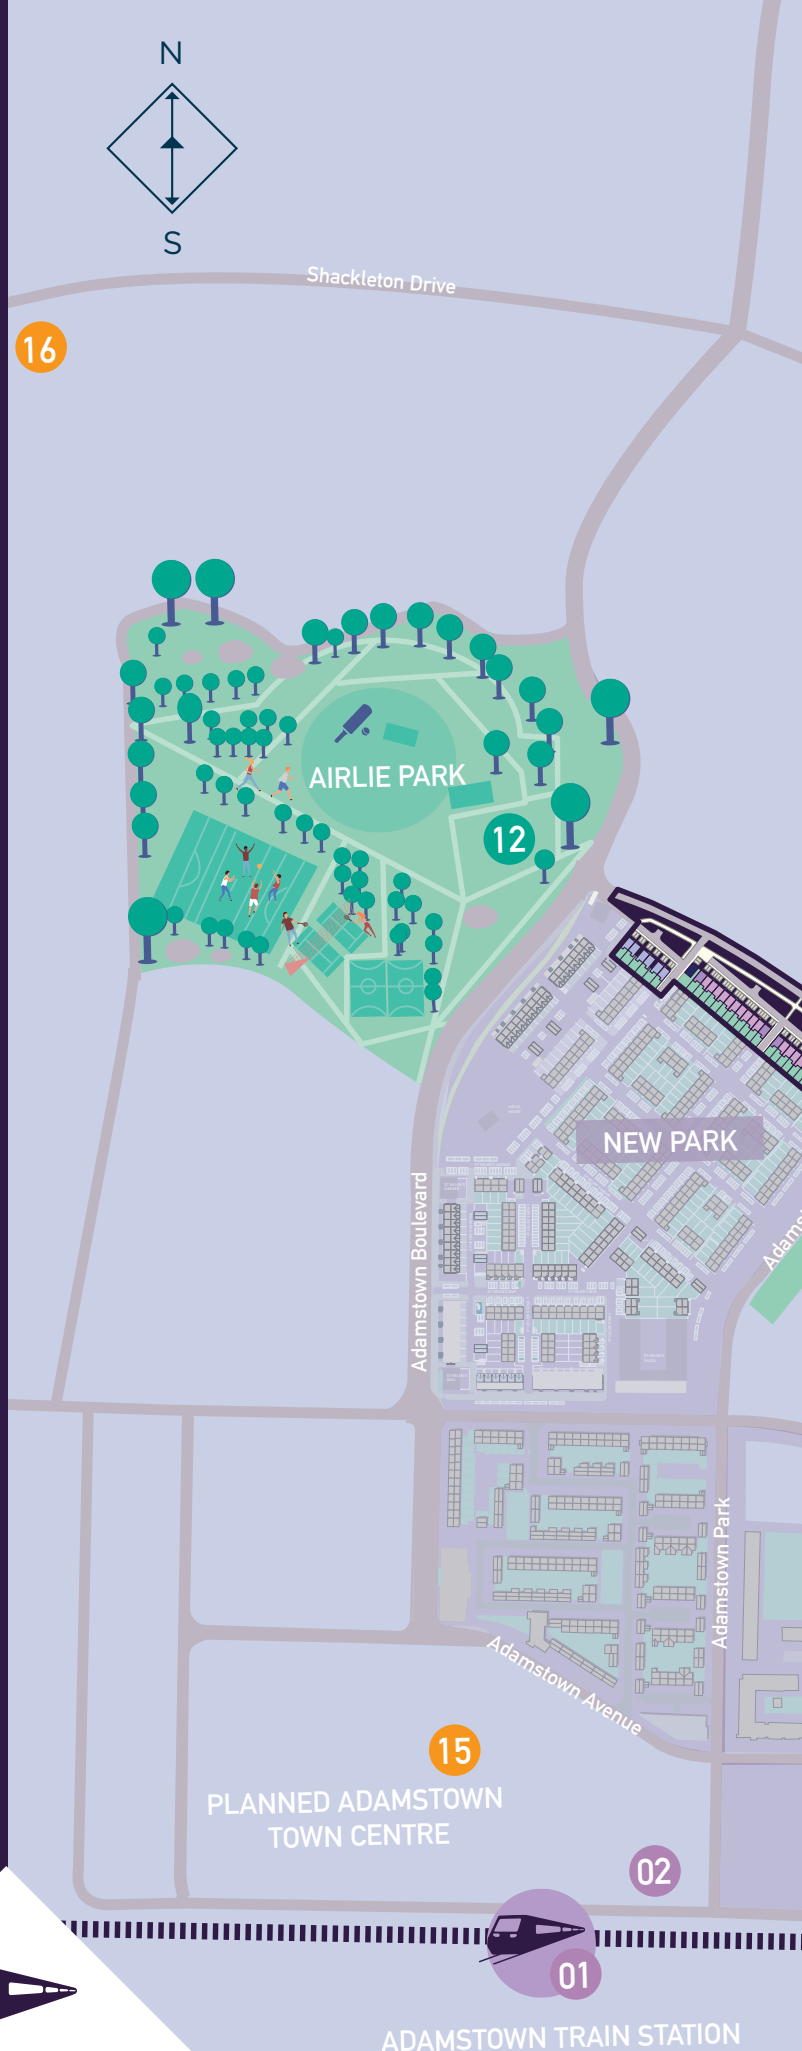 N
S
Shackleton Drive
16
AIRLIE PARK
12
NEW PARK
Adamstown Boulevard
Adamst
Adamstown Park
Adamstown Avenue
15
PLANNED ADAMSTOWN
TOWN CENTRE
02
01
ADAMSTOWN TRAIN STATION